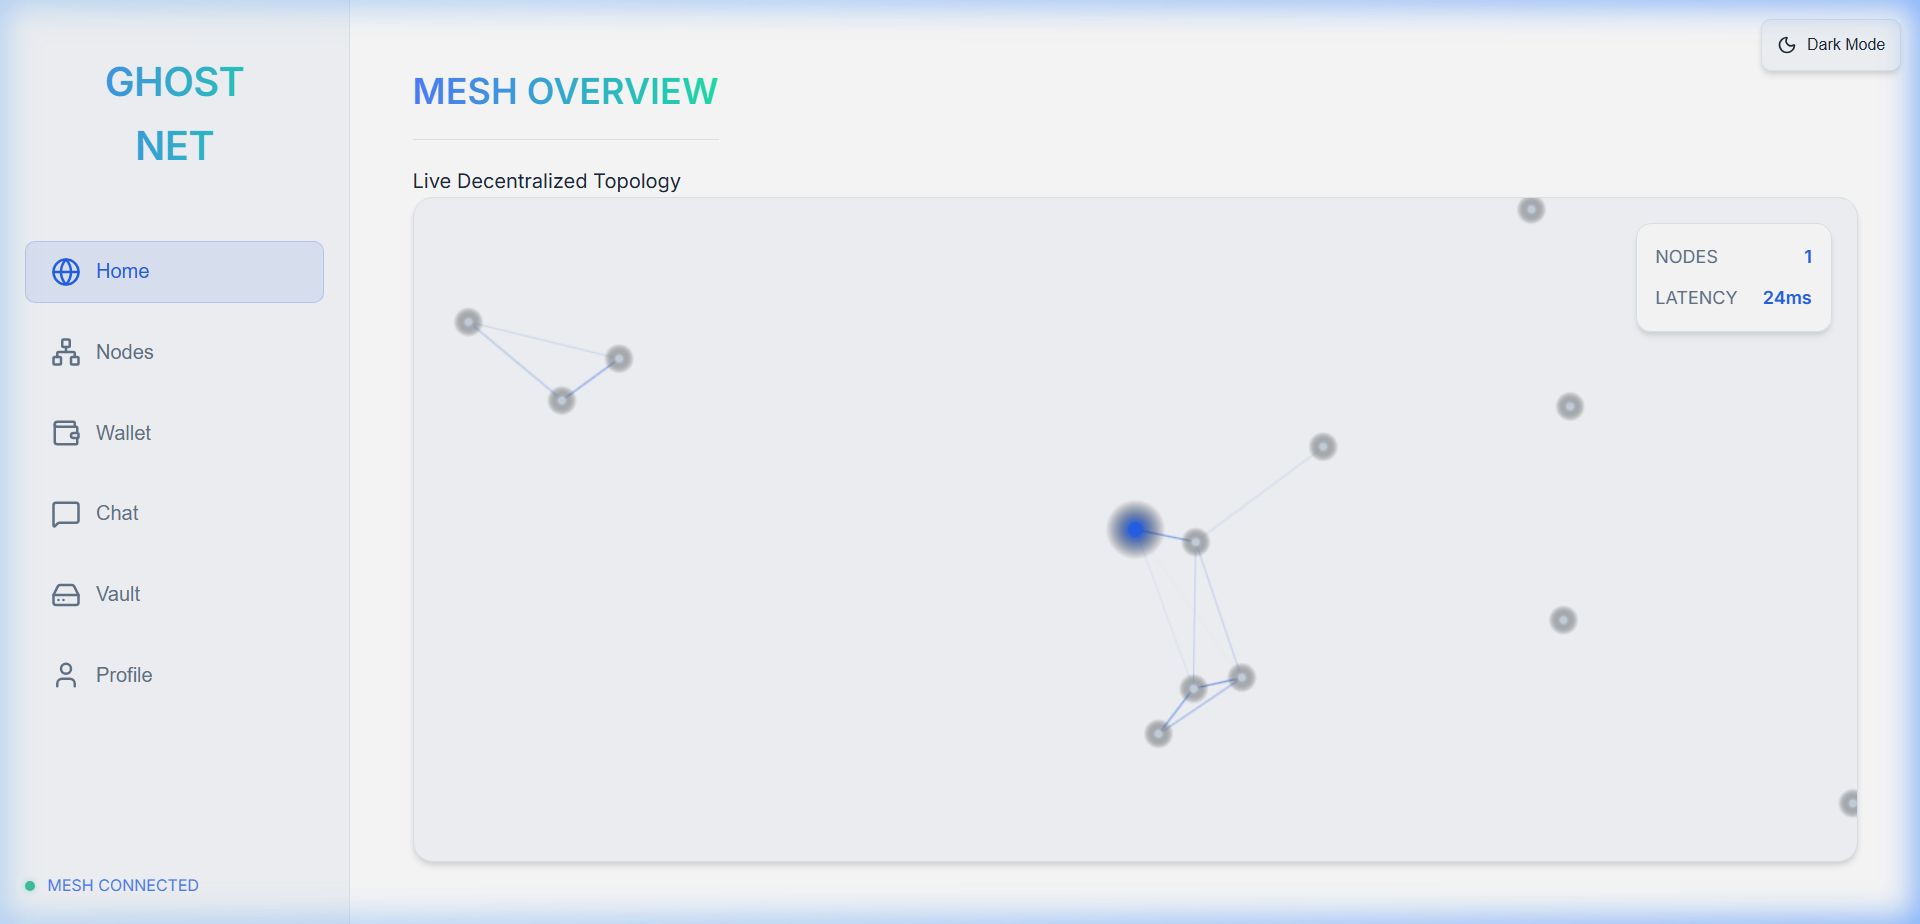 GHOST
NET
Home
Nodes
Wallet
Chat
Vault
Profile
MESH CONNECTED
Dark Mode
MESH OVERVIEW
Live Decentralized Topology
NODES 1
LATENCY 24ms